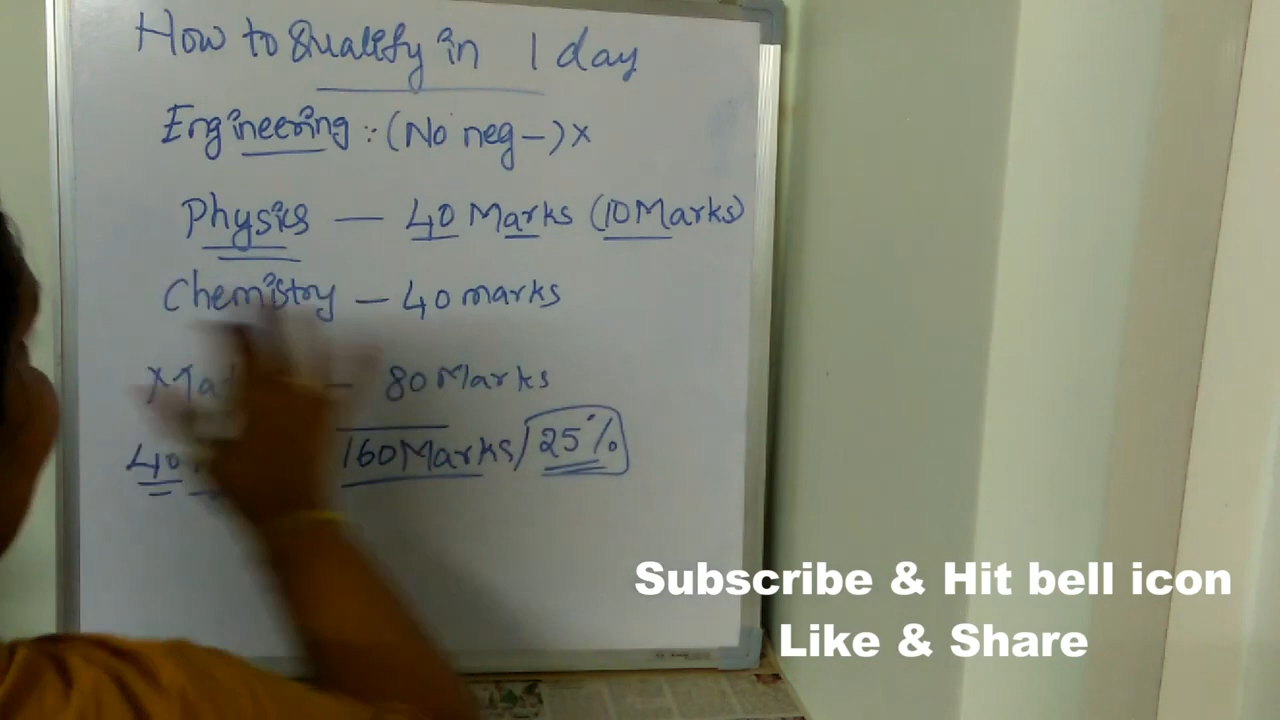 How to Qualify in 1 day
Engineering : (No neg-) x
Physics — 40 Marks (10 Marks)
Chemistry — 40 marks
— 80 Marks
40 160 Marks / 25%
Subscribe & Hit bell icon
Like & Share